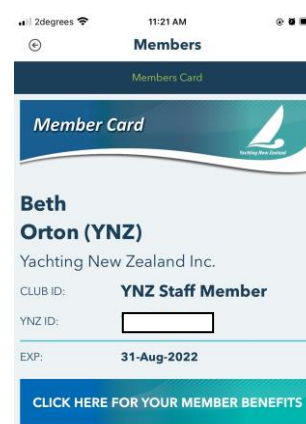 2degrees 11:21 AM
Members
Members Card
Member Card
Yachting New Zealand
Beth
Orton (YNZ)
Yachting New Zealand Inc.
CLUB ID: YNZ Staff Member
YNZ ID:
EXP: 31-Aug-2022
CLICK HERE FOR YOUR MEMBER BENEFITS